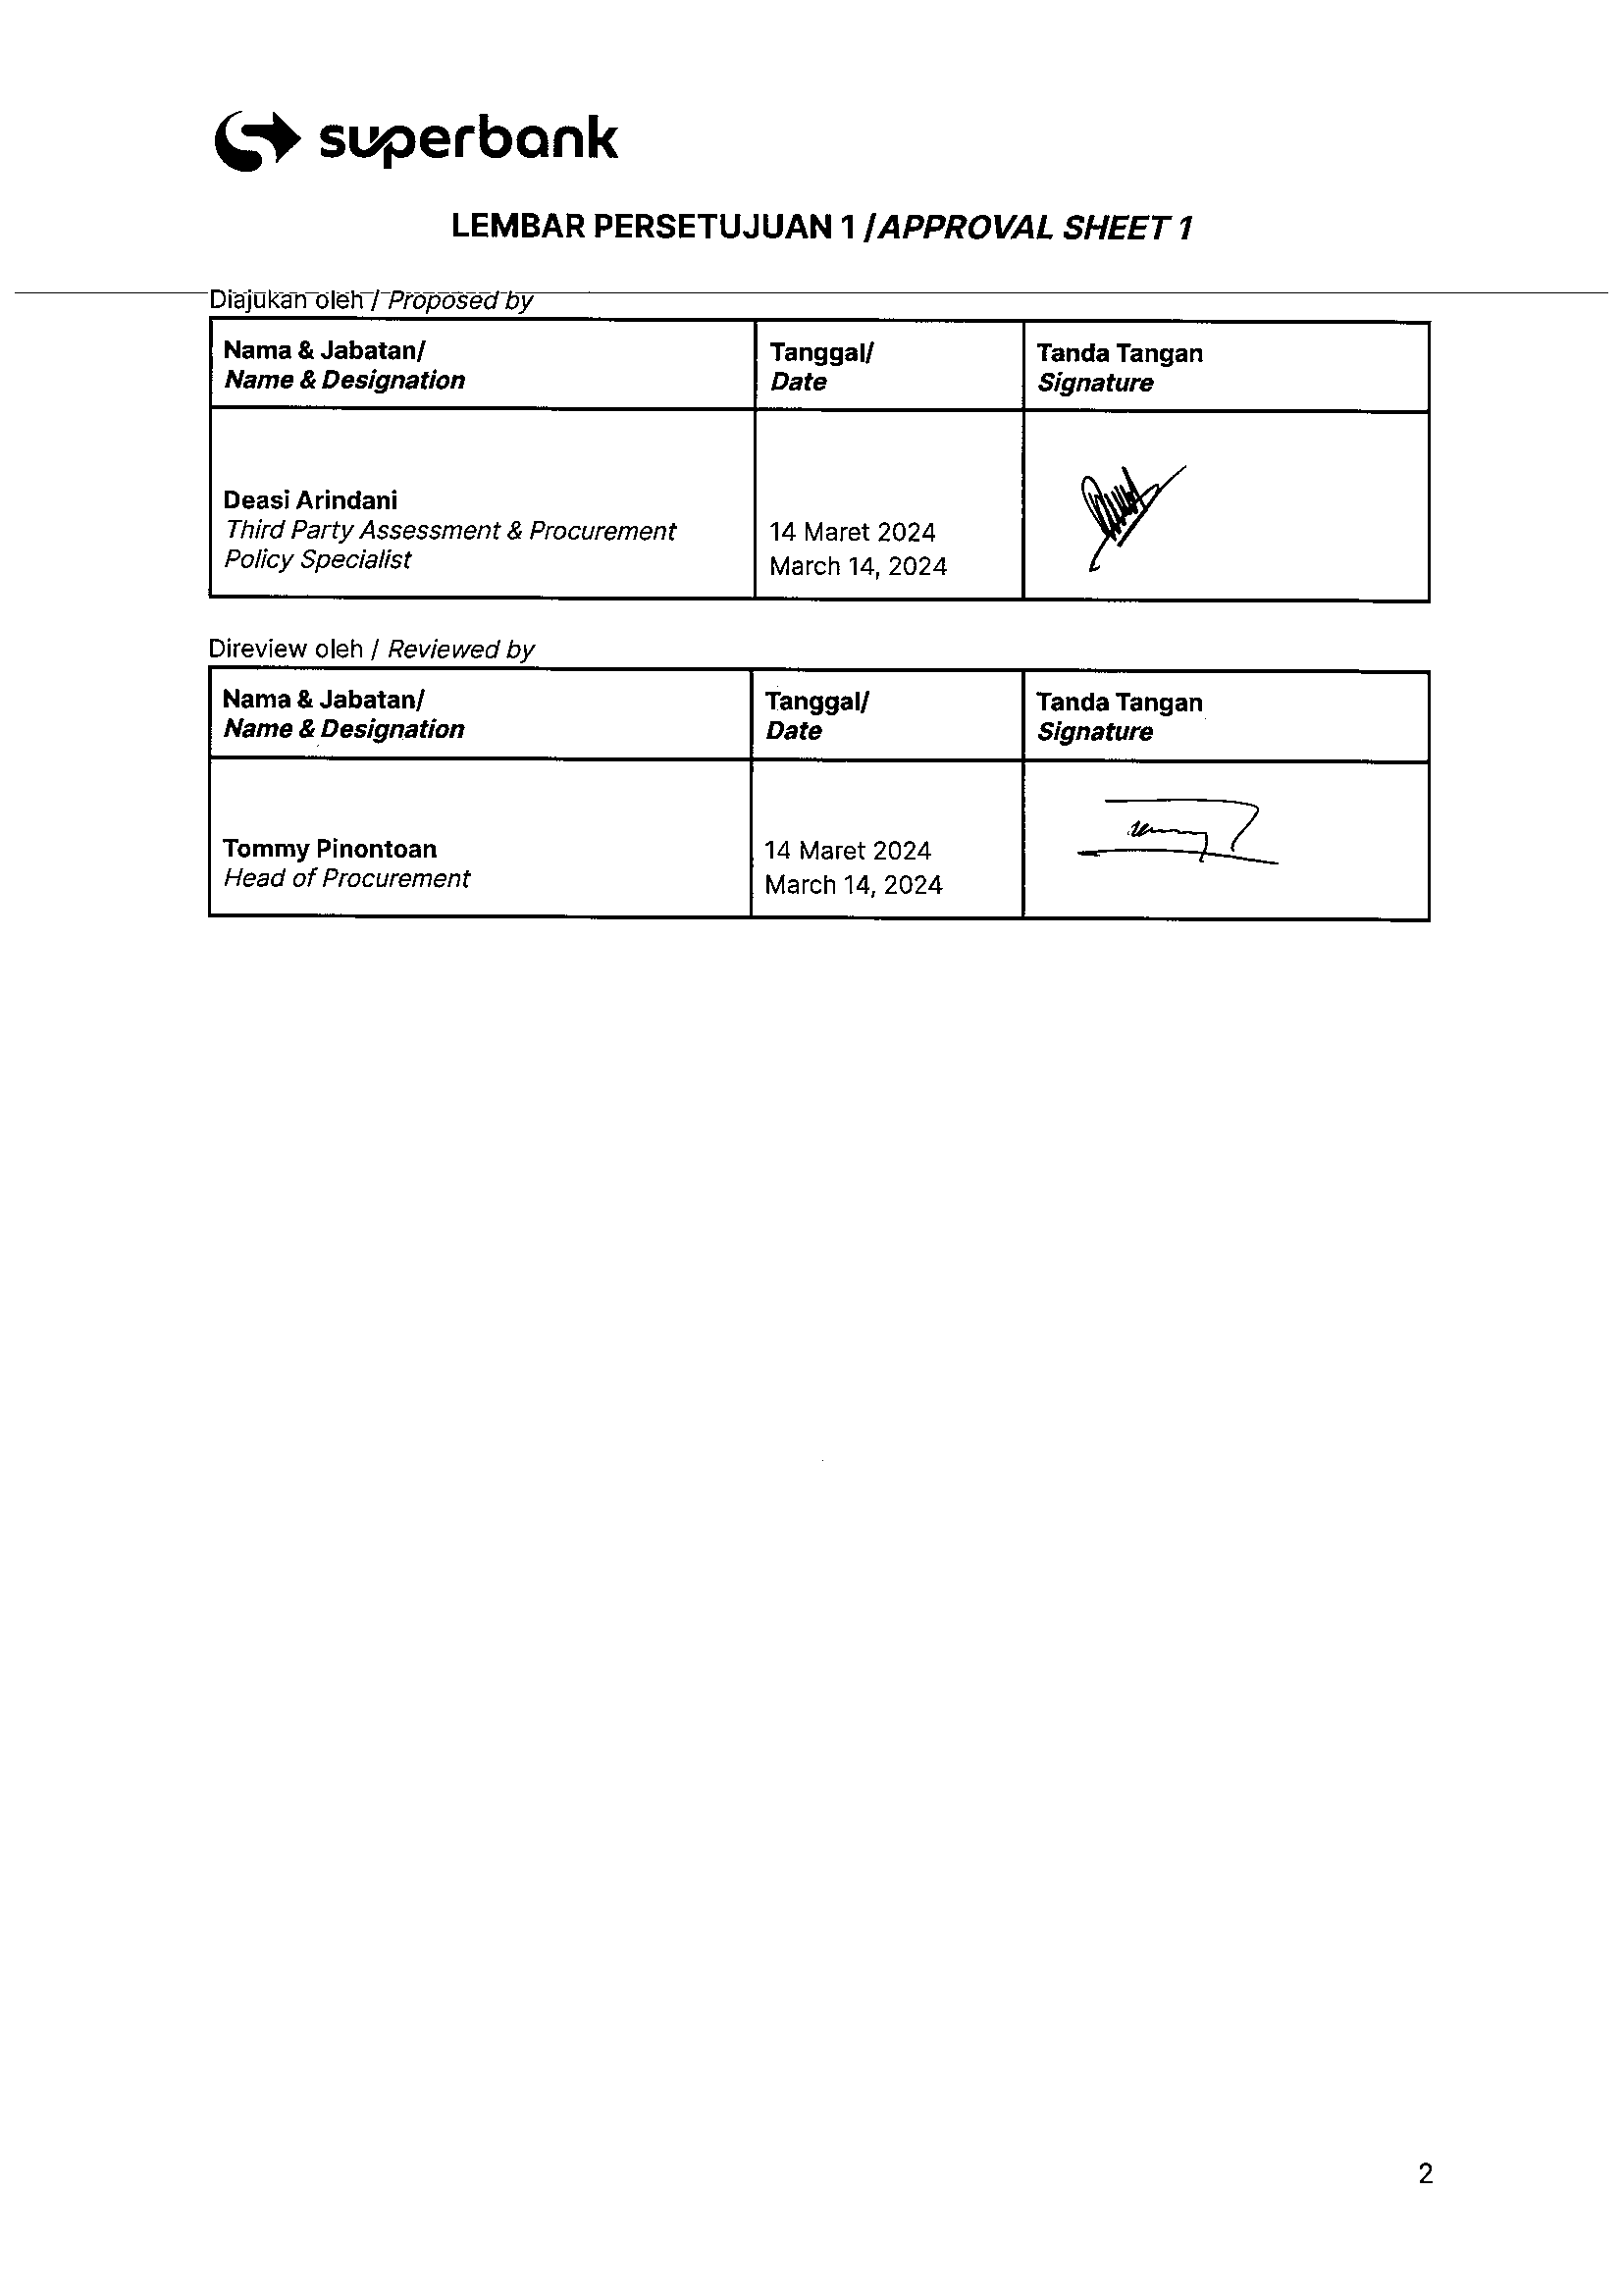 superbank
LEMBAR PERSETUJUAN 1 / APPROVAL SHEET 1
Diajukan oleh / Proposed by
Nama & Jabatan/
Name & Designation
Tanggal/
Date
Tanda Tangan
Signature
Deasi Arindani
Third Party Assessment & Procurement
Policy Specialist
14 Maret 2024
March 14, 2024
Direview oleh / Reviewed by
Nama & Jabatan/
Name & Designation
Tanggal/
Date
Tanda Tangan
Signature
Tommy Pinontoan
Head of Procurement
14 Maret 2024
March 14, 2024
2